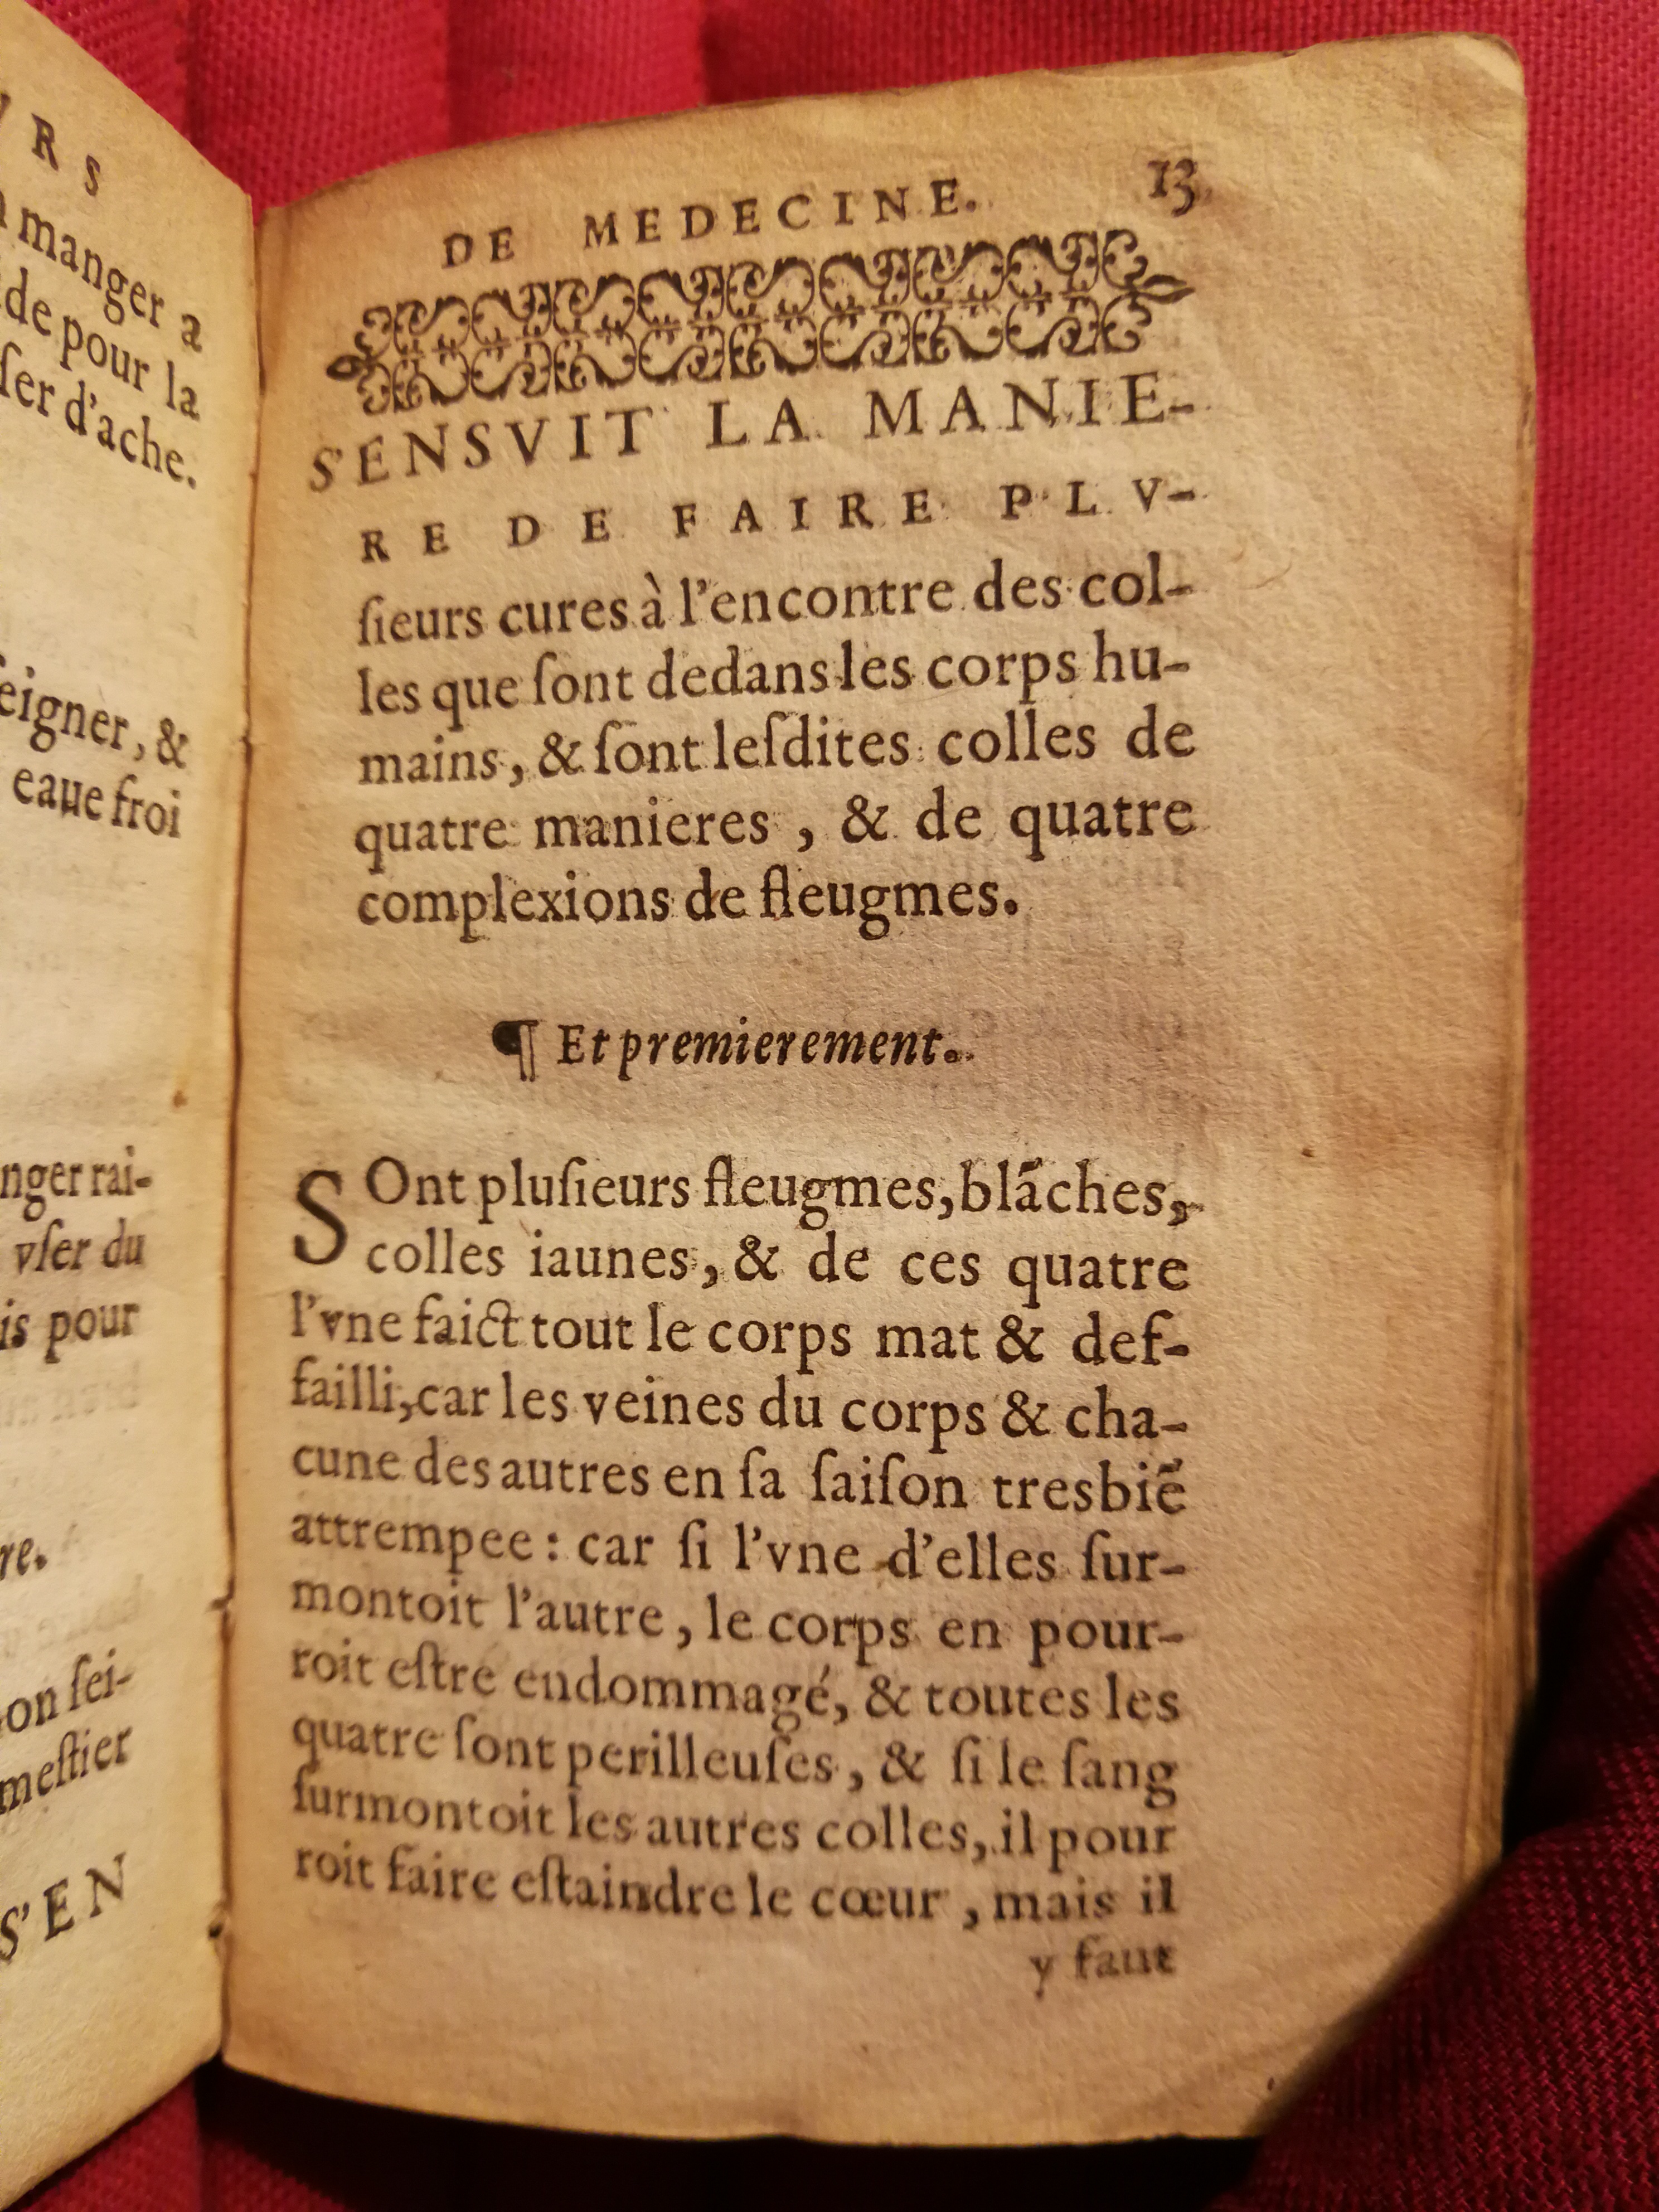 R S
manger a
de pour la
ſer d'ache.
eigner, &
eaue froi
nger rai-
vſer du
is pour
re.
on ſei-
meſtier
S'EN
DE MEDECINE. 13
S'ENSVIT LA MANIE-
RE DE FAIRE PLV-
ſieurs cures à l'encontre des col-
les que ſont dedans les corps hu-
mains, & ſont leſdites colles de
quatre manieres , & de quatre
complexions de fleugmes.
¶ Et premierement.
SOnt pluſieurs fleugmes, blãches,
colles iaunes, & de ces quatre
l'vne faict tout le corps mat & def-
failli, car les veines du corps & cha-
cune des autres en ſa ſaiſon tresbiẽ
attrempee : car ſi l'vne d'elles ſur-
montoit l'autre , le corps en pour-
roit eſtre endommagé, & toutes les
quatre ſont perilleuſes , & ſi le ſang
ſurmontoit les autres colles, il pour
roit faire eſtaindre le cœur , mais il
y faut